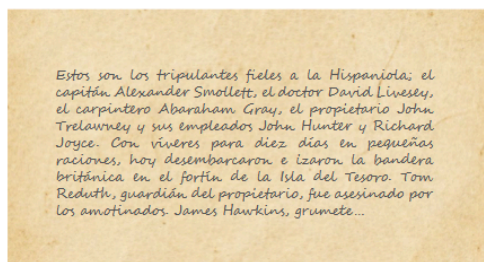 Estos son los tripulantes fieles a la Hispaniola; el
capitán Alexander Smollett, el doctor David Livesey,
el carpintero Abaraham Gray, el propietario John
Trelawney y sus empleados John Hunter y Richard
Joyce. Con víveres para diez días en pequeñas
raciones, hoy desembarcaron e izaron la bandera
británica en el fortín de la Isla del Tesoro. Tom
Reduth, guardián del propietario, fue asesinado por
los amotinados. James Hawkins, grumete...